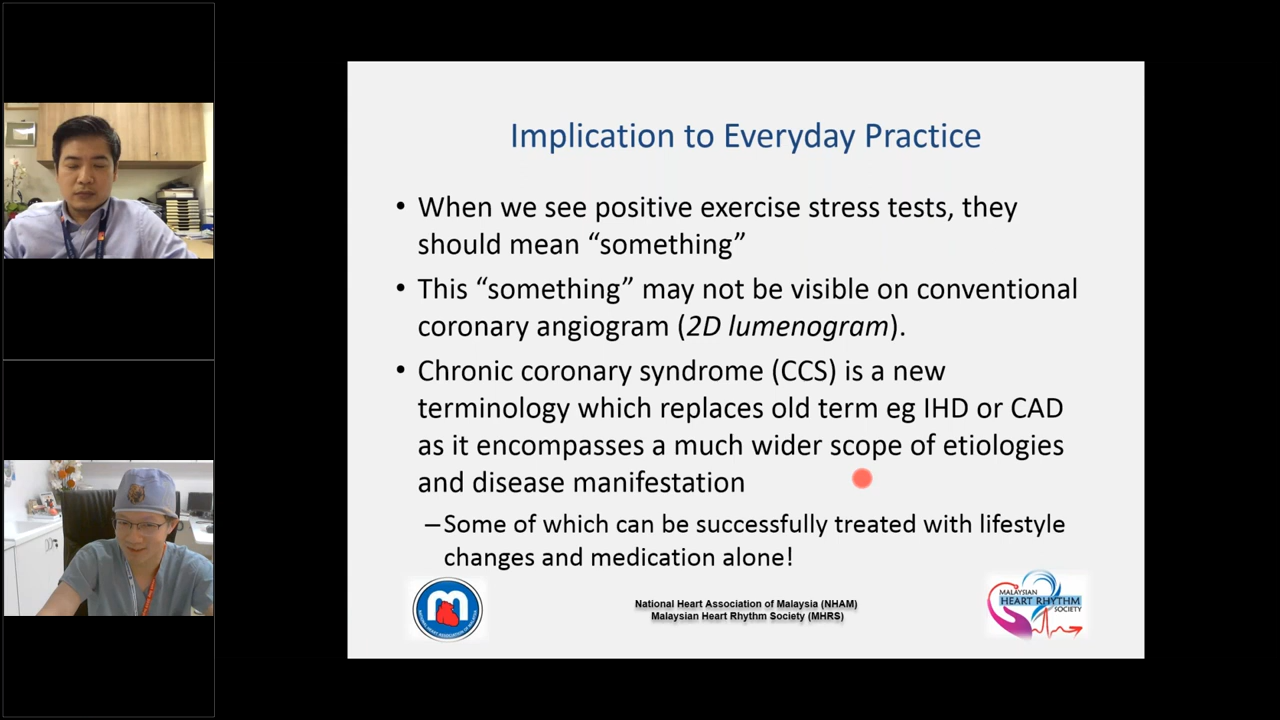 Implication to Everyday Practice
• When we see positive exercise stress tests, they
should mean “something”
• This “something” may not be visible on conventional
coronary angiogram (2D lumenogram).
• Chronic coronary syndrome (CCS) is a new
terminology which replaces old term eg IHD or CAD
as it encompasses a much wider scope of etiologies
and disease manifestation
–Some of which can be successfully treated with lifestyle
changes and medication alone!
m
National Heart Association of Malaysia (NHAM)
Malaysian Heart Rhythm Society (MHRS)
MALAYSIAN
HEART RHYTHM
SOCIETY